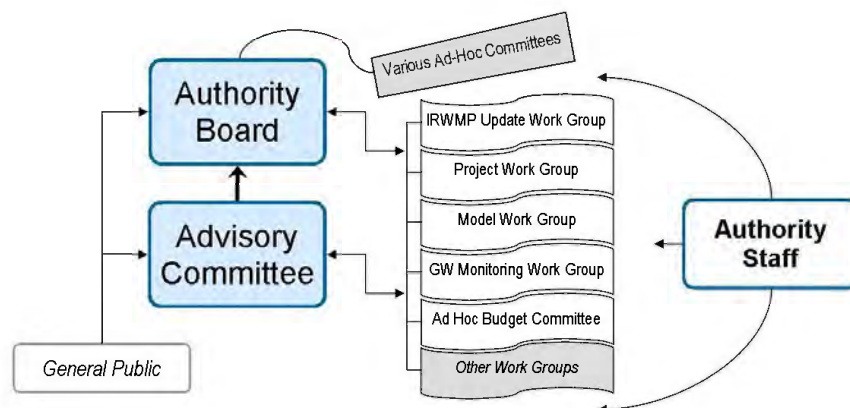 Various Ad-Hoc Committees
Authority
Board
IRWMP Update Work Group
Project Work Group
Model Work Group
Advisory
Committee
GW Monitoring Work Group
Ad Hoc Budget Committee
Other Work Groups
Authority
Staff
General Public